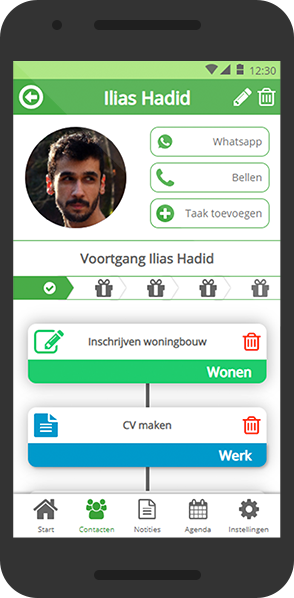 12:30
Ilias Hadid
Whatsapp
Bellen
Taak toevoegen
Voortgang Ilias Hadid
Inschrijven woningbouw
Wonen
CV maken
Werk
Start Contacten Notities Agenda Instellingen